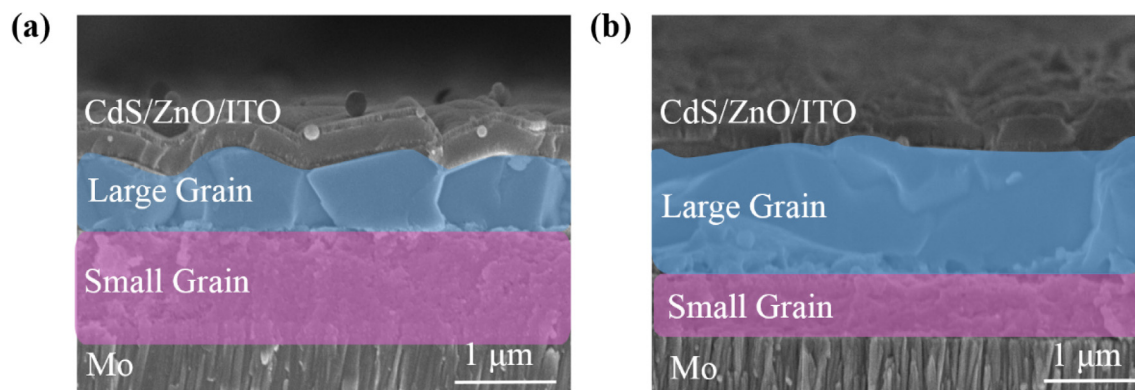 (a)
CdS/ZnO/ITO
Large Grain
Small Grain
Mo
1 μm
(b)
CdS/ZnO/ITO
Large Grain
Small Grain
Mo
1 μm